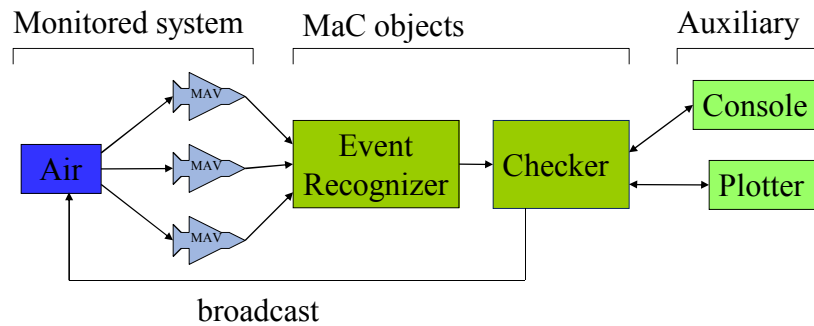 Monitored system
MaC objects
Auxiliary
MAV
Console
Air
MAV
Event
Recognizer
Checker
Plotter
MAV
broadcast